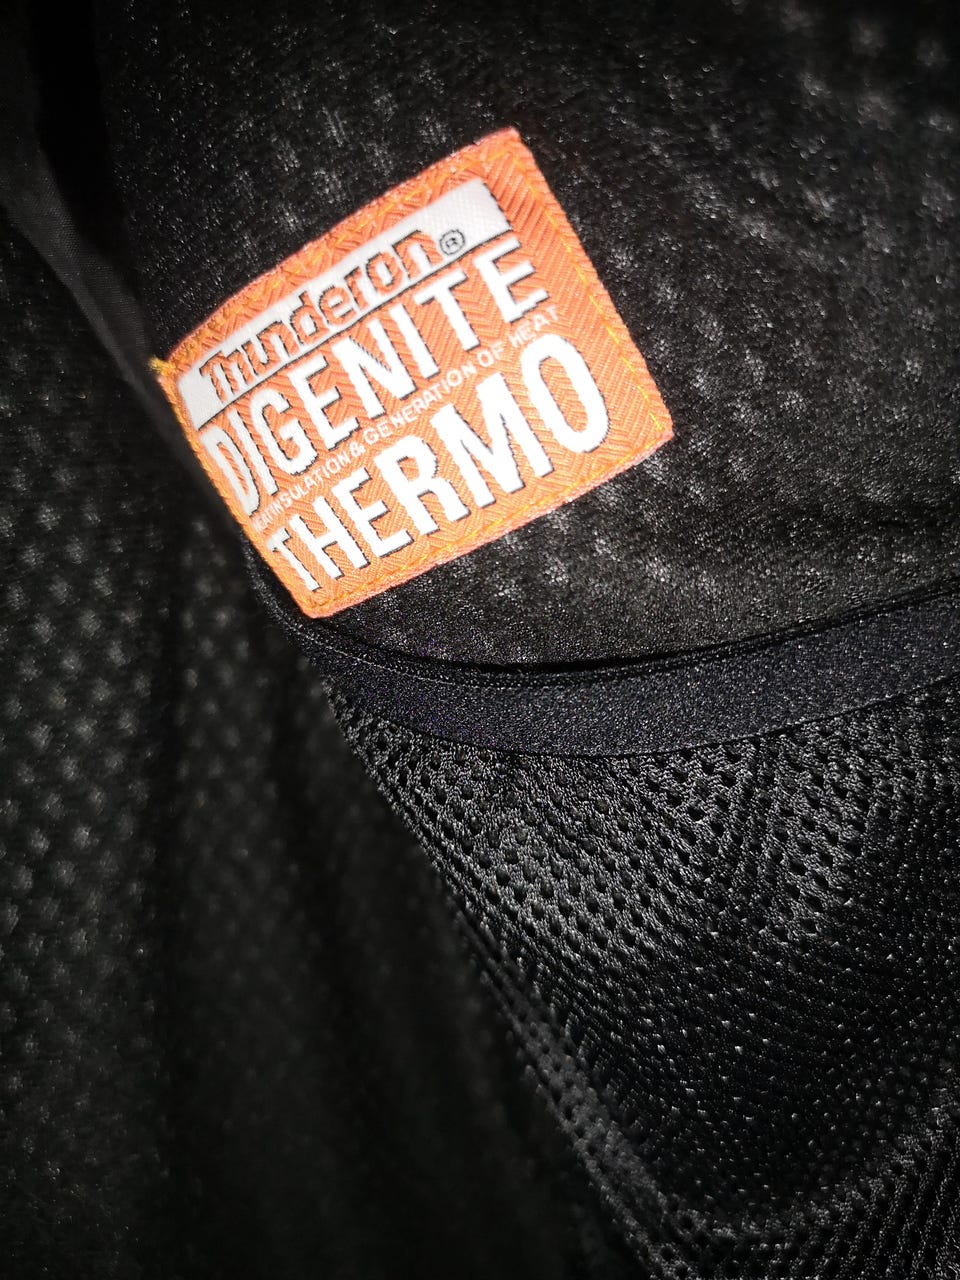 Thunderon®
DIGENITE
HEAT INSULATION & GENERATION OF HEAT
THERMO